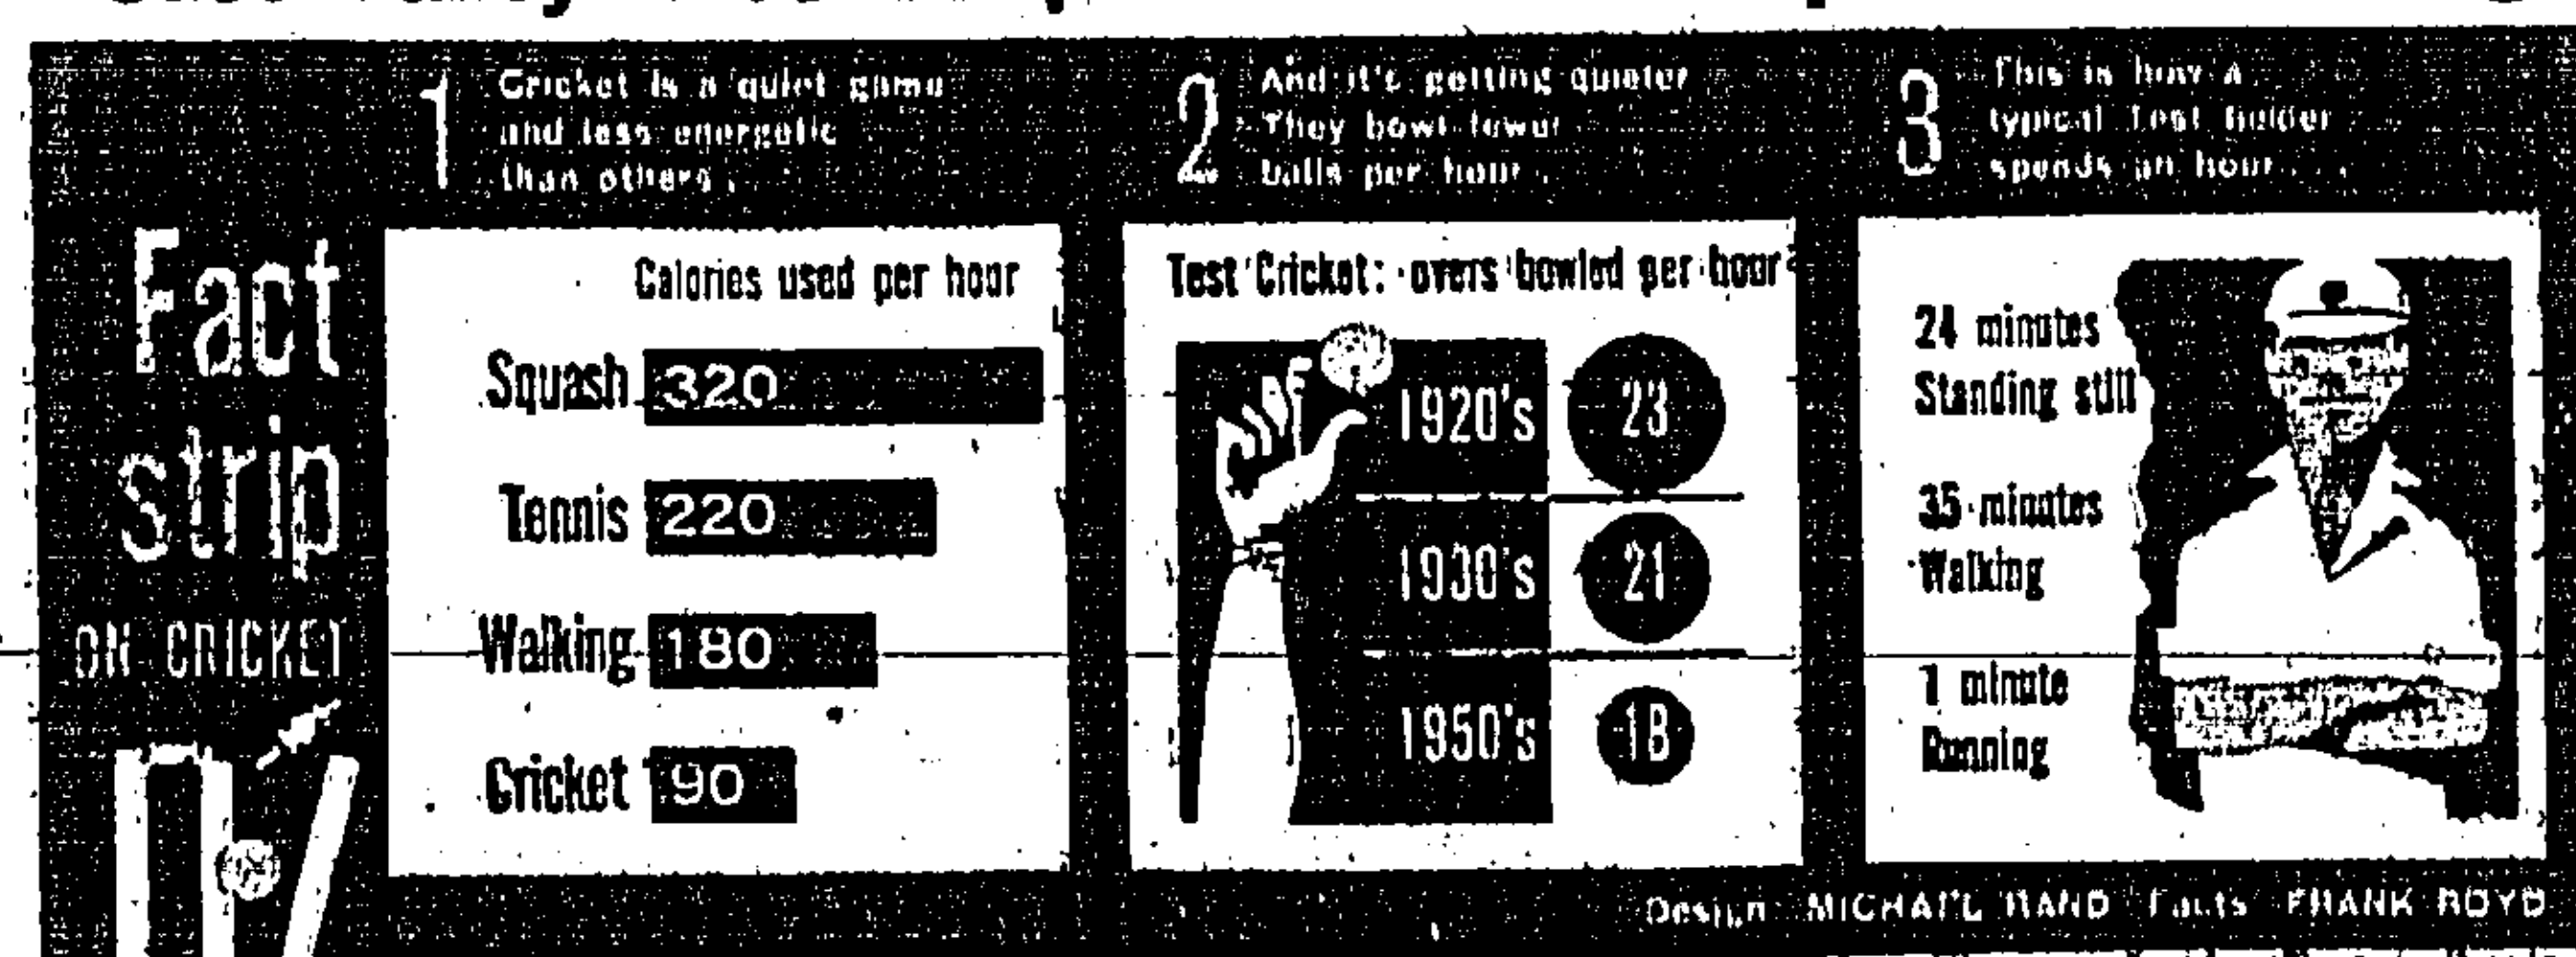 Fact
strip
ON CRICKET
1
Cricket is a quiet game
and less energetic
than others.
Calories used per hour
Squash 320
Tennis 220
Walking 180
Cricket 90
2
And it's getting quieter
They bowl fewer
balls per hour.
Test Cricket: overs bowled per hour
1920's 23
1930's 21
1950's 18
3
This is how a
typical Test fielder
spends an hour...
24 minutes
Standing still
35 minutes
Walking
1 minute
Running
Design MICHAEL RAND Facts FRANK BOYD